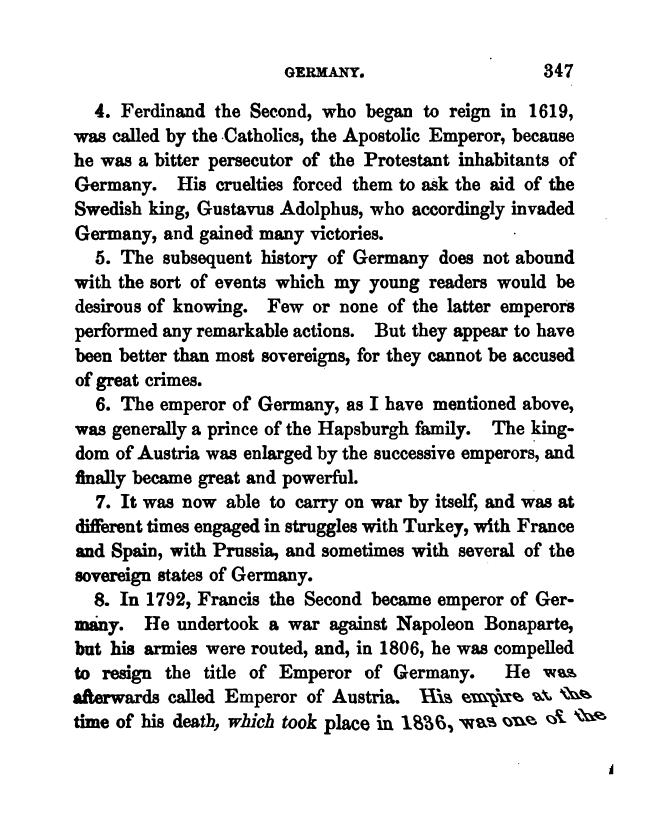 GERMANY. 347
4. Ferdinand the Second, who began to reign in 1619,
was called by the Catholics, the Apostolic Emperor, because
he was a bitter persecutor of the Protestant inhabitants of
Germany. His cruelties forced them to ask the aid of the
Swedish king, Gustavus Adolphus, who accordingly invaded
Germany, and gained many victories.
5. The subsequent history of Germany does not abound
with the sort of events which my young readers would be
desirous of knowing. Few or none of the latter emperors
performed any remarkable actions. But they appear to have
been better than most sovereigns, for they cannot be accused
of great crimes.
6. The emperor of Germany, as I have mentioned above,
was generally a prince of the Hapsburgh family. The king-
dom of Austria was enlarged by the successive emperors, and
finally became great and powerful.
7. It was now able to carry on war by itself, and was at
different times engaged in struggles with Turkey, with France
and Spain, with Prussia, and sometimes with several of the
sovereign states of Germany.
8. In 1792, Francis the Second became emperor of Ger-
many. He undertook a war against Napoleon Bonaparte,
but his armies were routed, and, in 1806, he was compelled
to resign the title of Emperor of Germany. He was
afterwards called Emperor of Austria. His empire at the
time of his death, which took place in 1836, was one of the